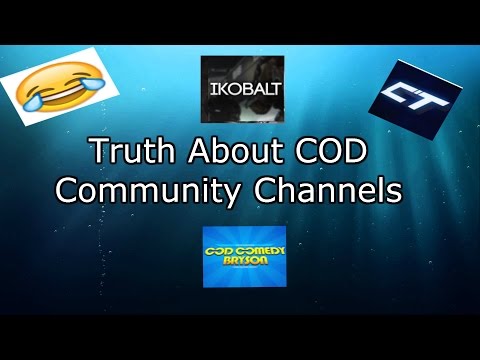 IKOBALT
CT
Truth About COD
Community Channels
COD COMEDY
BRYSON